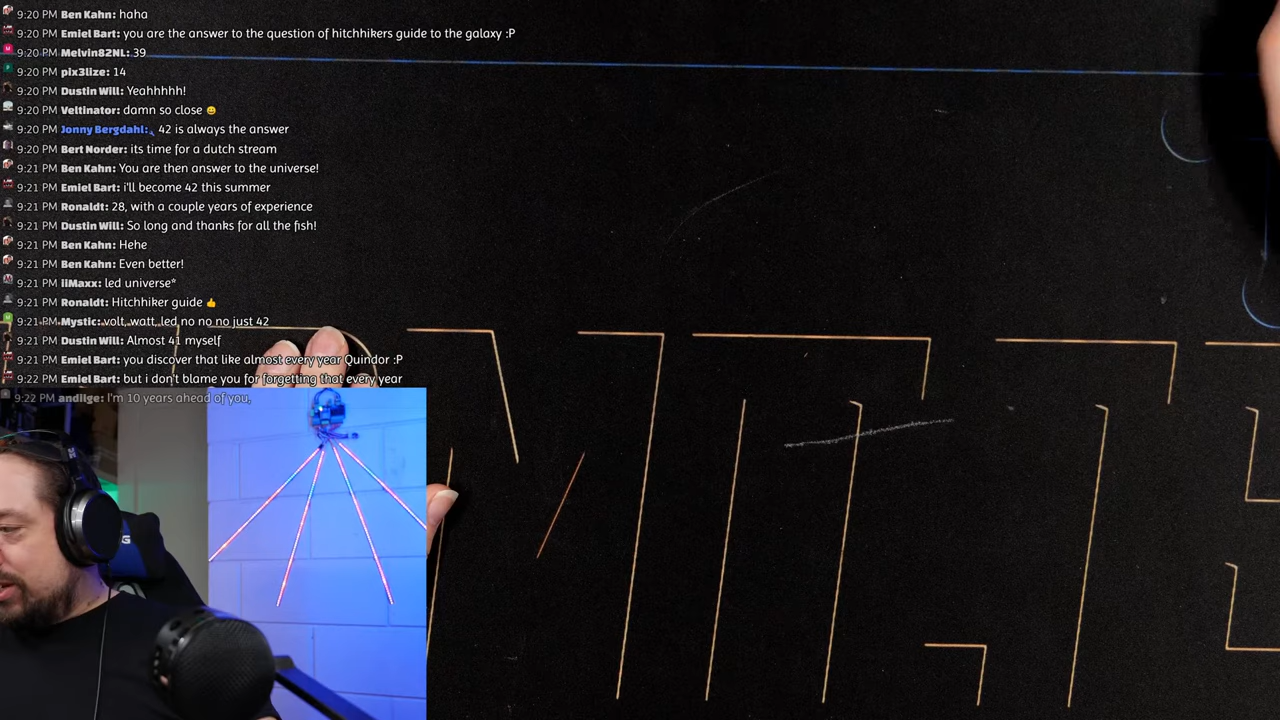 9:20 PM Ben Kahn: haha
9:20 PM Emiel Bart: you are the answer to the question of hitchhikers guide to the galaxy :P
9:20 PM Melvin82NL: 39
9:20 PM pix3lize: 14
9:20 PM Dustin Will: Yeahhhhh!
9:20 PM Veltinator: damn so close 😀
9:20 PM Jonny Bergdahl: 42 is always the answer
9:20 PM Bert Norder: its time for a dutch stream
9:21 PM Ben Kahn: You are then answer to the universe!
9:21 PM Emiel Bart: i'll become 42 this summer
9:21 PM Ronaldt: 28, with a couple years of experience
9:21 PM Dustin Will: So long and thanks for all the fish!
9:21 PM Ben Kahn: Hehe
9:21 PM Ben Kahn: Even better!
9:21 PM iiMaxx: led universe*
9:21 PM Ronaldt: Hitchhiker guide 👍
9:21 PM Mystic: volt, watt, led no no no just 42
9:21 PM Dustin Will: Almost 41 myself
9:21 PM Emiel Bart: you discover that like almost every year Quindor :P
9:22 PM Emiel Bart: but i don't blame you for forgetting that every year
9:22 PM andiige: I'm 10 years ahead of you,